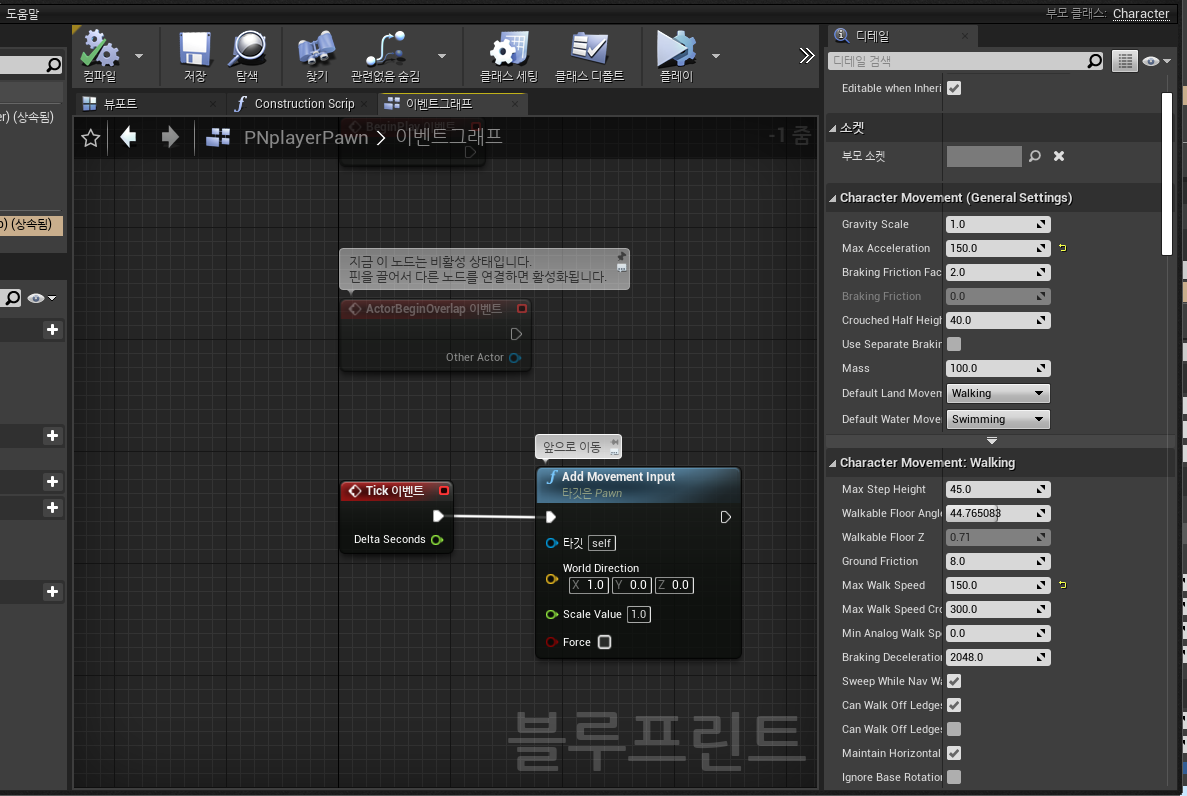 도움말
부모 클래스: Character
컴파일
저장
탐색
찾기
관련없음 숨김
클래스 세팅
클래스 디폴트
플레이
뷰포트
Construction Scrip
이벤트그래프
er) (상속됨)
p) (상속됨)
BeginPlay 이벤트
PNplayerPawn > 이벤트그래프
-1 줌
지금 이 노드는 비활성 상태입니다.
핀을 끌어서 다른 노드를 연결하면 활성화됩니다.
ActorBeginOverlap 이벤트
Other Actor
앞으로 이동
Tick 이벤트
Delta Seconds
Add Movement Input
타깃은 Pawn
타깃 self
World Direction
X 1.0 Y 0.0 Z 0.0
Scale Value 1.0
Force
블루프린트
디테일
디테일 검색
Editable when Inheri
소켓
부모 소켓
Character Movement (General Settings)
Gravity Scale 1.0
Max Acceleration 150.0
Braking Friction Fac 2.0
Braking Friction 0.0
Crouched Half Heigh 40.0
Use Separate Brakin
Mass 100.0
Default Land Movem Walking
Default Water Move Swimming
Character Movement: Walking
Max Step Height 45.0
Walkable Floor Angle 44.765083
Walkable Floor Z 0.71
Ground Friction 8.0
Max Walk Speed 150.0
Max Walk Speed Cro 300.0
Min Analog Walk Sp 0.0
Braking Deceleration 2048.0
Sweep While Nav Wa
Can Walk Off Ledges
Can Walk Off Ledges
Maintain Horizontal
Ignore Base Rotation